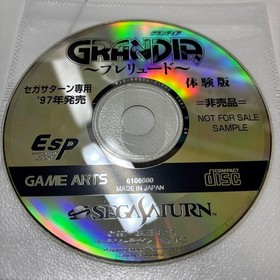 グランディア
GRANDIA
～プレリュード～
体験版
セガサターン専用
'97年発売
=非売品=
NOT FOR SALE
SAMPLE
ESP
GAME ARTS
6106600
MADE IN JAPAN
COMPACT
disc
SEGA SATURN